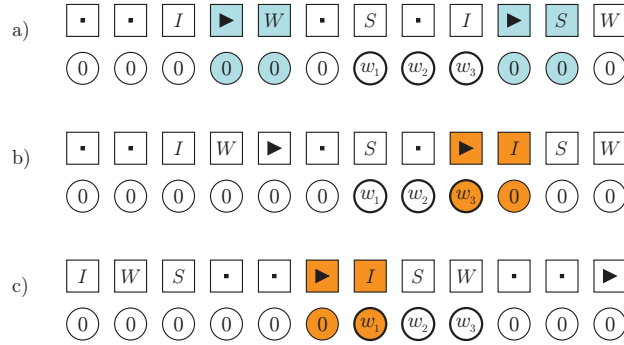 a) ▪ ▪ I ▶ W ▪ S ▪ I ▶ S W
0 0 0 0 0 0 w₁ w₂ w₃ 0 0 0
b) ▪ ▪ I W ▶ ▪ S ▪ ▶ I S W
0 0 0 0 0 0 w₁ w₂ w₃ 0 0 0
c) I W S ▪ ▪ ▶ I S W ▪ ▪ ▶
0 0 0 0 0 0 w₁ w₂ w₃ 0 0 0